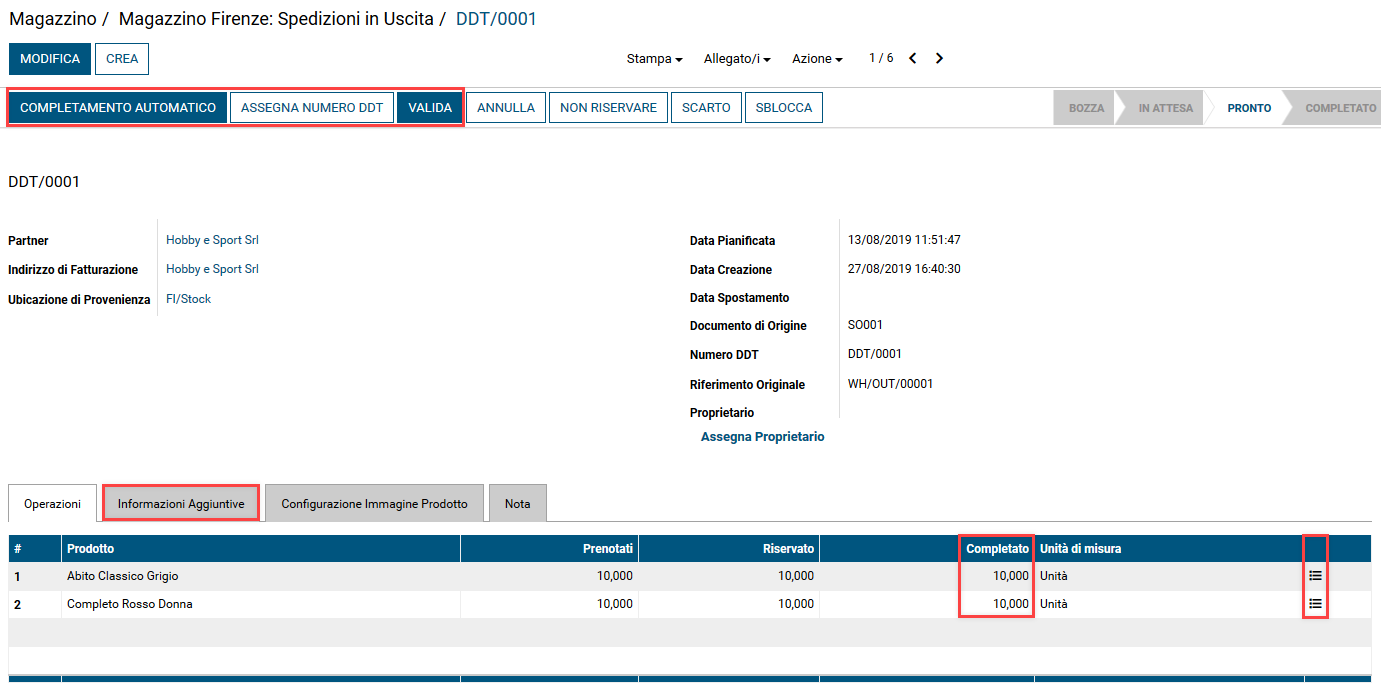 Magazzino / Magazzino Firenze: Spedizioni in Uscita / DDT/0001
MODIFICA CREA Stampa Allegato/i Azione 1 / 6
COMPLETAMENTO AUTOMATICO ASSEGNA NUMERO DDT VALIDA ANNULLA NON RISERVARE SCARTO SBLOCCA BOZZA IN ATTESA PRONTO COMPLETATO
DDT/0001
Partner Hobby e Sport Srl
Indirizzo di Fatturazione Hobby e Sport Srl
Ubicazione di Provenienza FI/Stock
Data Pianificata 13/08/2019 11:51:47
Data Creazione 27/08/2019 16:40:30
Data Spostamento
Documento di Origine SO001
Numero DDT DDT/0001
Riferimento Originale WH/OUT/00001
Proprietario
Assegna Proprietario
Operazioni Informazioni Aggiuntive Configurazione Immagine Prodotto Nota
# Prodotto Prenotati Riservato Completato Unità di misura
1 Abito Classico Grigio 10,000 10,000 10,000 Unità
2 Completo Rosso Donna 10,000 10,000 10,000 Unità